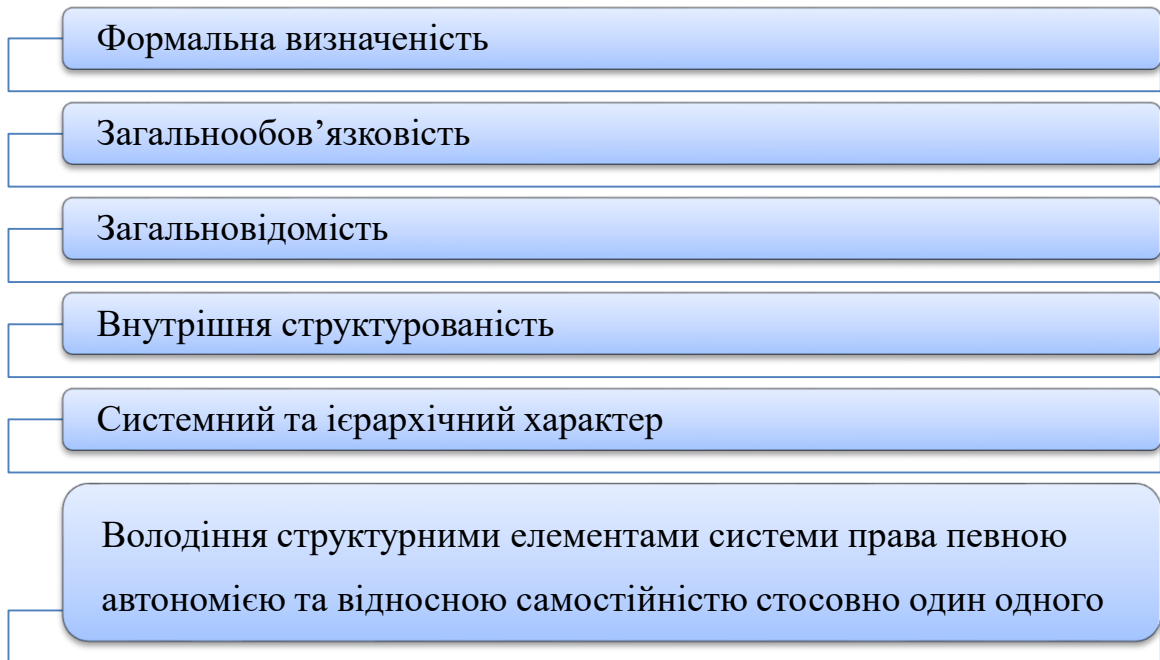 Формальна визначеність
Загальнообов’язковість
Загальновідомість
Внутрішня структурованість
Системний та ієрархічний характер
Володіння структурними елементами системи права певною
автономією та відносною самостійністю стосовно один одного